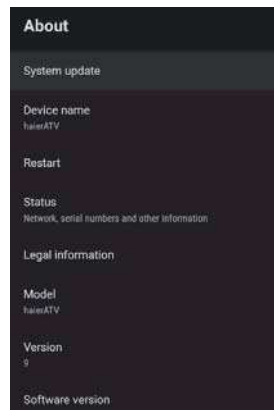 About
System update
Device name
haierATV
Restart
Status
Network, serial numbers and other information
Legal information
Model
haierATV
Version
9
Software version